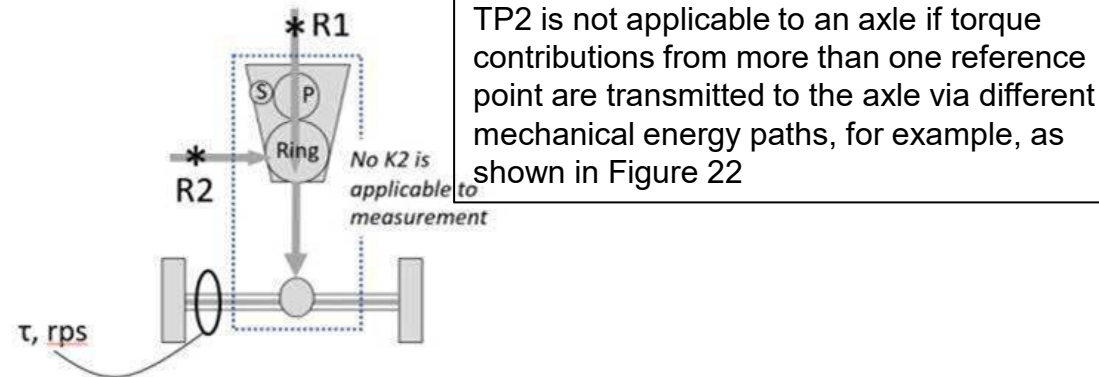 R1
TP2 is not applicable to an axle if torque
contributions from more than one reference
point are transmitted to the axle via different
mechanical energy paths, for example, as
shown in Figure 22
S
P
Ring
R2
No K2 is
applicable to
measurement
τ, rps